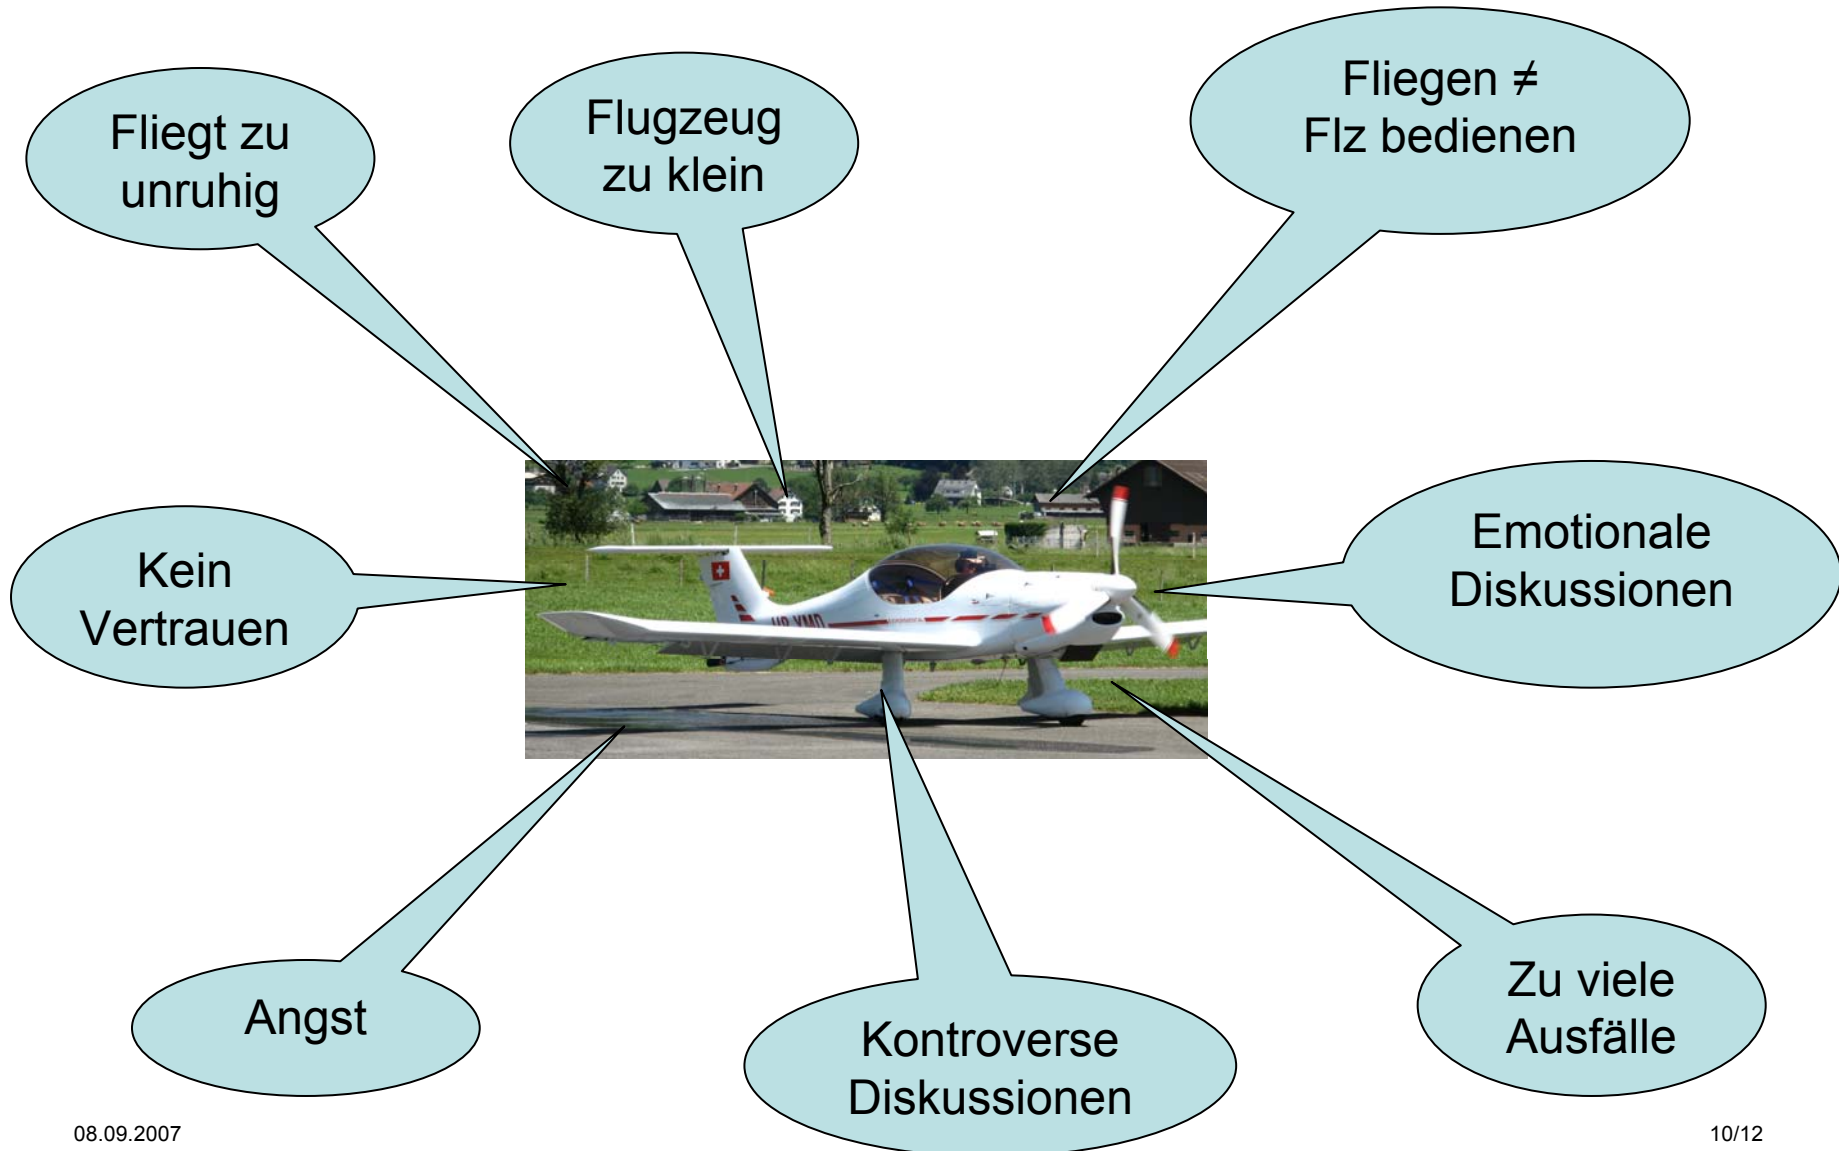 Fliegt zu
unruhig
Flugzeug
zu klein
Fliegen ≠
Flz bedienen
Kein
Vertrauen
Emotionale
Diskussionen
Angst
Kontroverse
Diskussionen
Zu viele
Ausfälle
08.09.2007
10/12